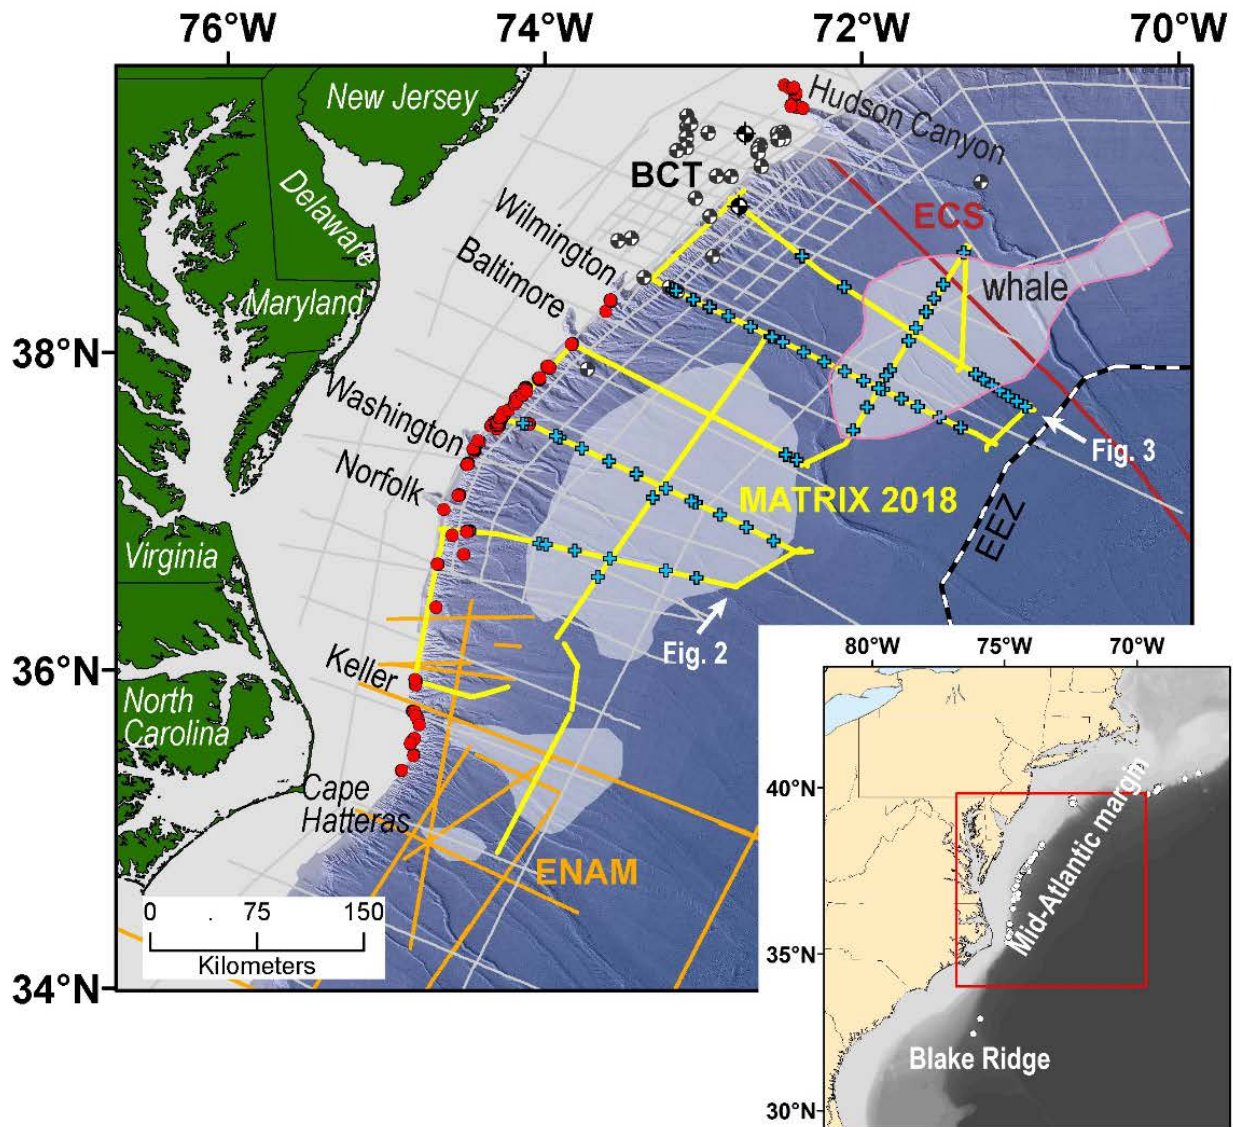 76°W 74°W 72°W 70°W
New Jersey
Hudson Canyon
BCT
Delaware
Wilmington
ECS
Baltimore
whale
Maryland
38°N
Washington
Fig. 3
Norfolk
MATRIX 2018
EEZ
Virginia
Fig. 2
36°N
Keller
North
Carolina
Cape
Hatteras
ENAM
0 75 150
Kilometers
34°N
80°W 75°W 70°W
40°N
Mid-Atlantic margin
35°N
Blake Ridge
30°N